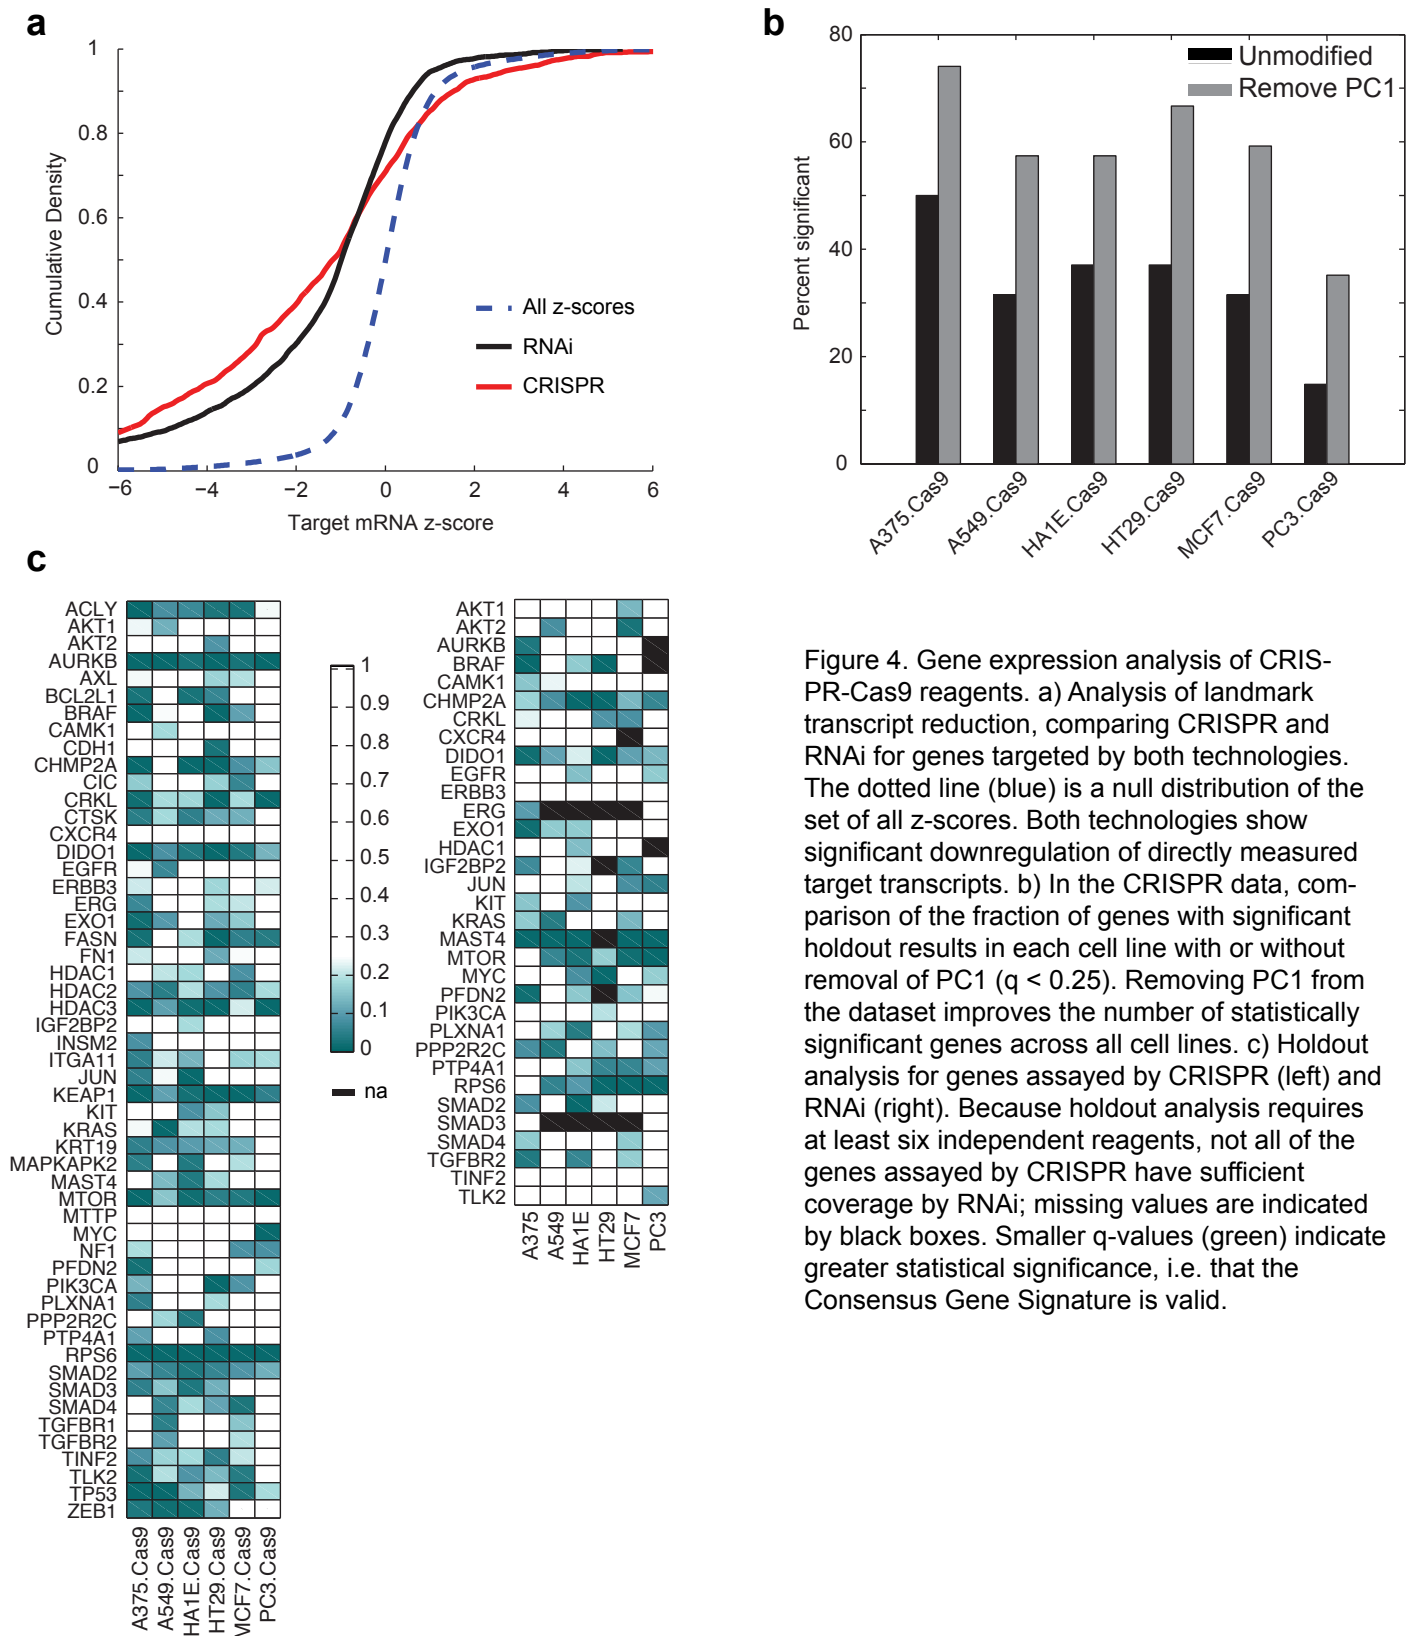 a
1
0.8
0.6
0.4
0.2
0
Cumulative Density
−6
−4
−2
0
2
4
6
Target mRNA z-score
All z-scores
RNAi
CRISPR
b
80
60
40
20
0
Percent significant
Unmodified
Remove PC1
A375.Cas9
A549.Cas9
HA1E.Cas9
HT29.Cas9
MCF7.Cas9
PC3.Cas9
c
ACLY
AKT1
AKT2
AURKB
AXL
BCL2L1
BRAF
CAMK1
CDH1
CHMP2A
CIC
CRKL
CTSK
CXCR4
DIDO1
EGFR
ERBB3
ERG
EXO1
FASN
FN1
HDAC1
HDAC2
HDAC3
IGF2BP2
INSM2
ITGA11
JUN
KEAP1
KIT
KRAS
KRT19
MAPKAPK2
MAST4
MTOR
MTTP
MYC
NF1
PFDN2
PIK3CA
PLXNA1
PPP2R2C
PTP4A1
RPS6
SMAD2
SMAD3
SMAD4
TGFBR1
TGFBR2
TINF2
TLK2
TP53
ZEB1
A375.Cas9
A549.Cas9
HA1E.Cas9
HT29.Cas9
MCF7.Cas9
PC3.Cas9
1
0.9
0.8
0.7
0.6
0.5
0.4
0.3
0.2
0.1
0
na
AKT1
AKT2
AURKB
BRAF
CAMK1
CHMP2A
CRKL
CXCR4
DIDO1
EGFR
ERBB3
ERG
EXO1
HDAC1
IGF2BP2
JUN
KIT
KRAS
MAST4
MTOR
MYC
PFDN2
PIK3CA
PLXNA1
PPP2R2C
PTP4A1
RPS6
SMAD2
SMAD3
SMAD4
TGFBR2
TINF2
TLK2
A375
A549
HA1E
HT29
MCF7
PC3
Figure 4. Gene expression analysis of CRIS-
PR-Cas9 reagents. a) Analysis of landmark
transcript reduction, comparing CRISPR and
RNAi for genes targeted by both technologies.
The dotted line (blue) is a null distribution of the
set of all z-scores. Both technologies show
significant downregulation of directly measured
target transcripts. b) In the CRISPR data, com-
parison of the fraction of genes with significant
holdout results in each cell line with or without
removal of PC1 (q < 0.25). Removing PC1 from
the dataset improves the number of statistically
significant genes across all cell lines. c) Holdout
analysis for genes assayed by CRISPR (left) and
RNAi (right). Because holdout analysis requires
at least six independent reagents, not all of the
genes assayed by CRISPR have sufficient
coverage by RNAi; missing values are indicated
by black boxes. Smaller q-values (green) indicate
greater statistical significance, i.e. that the
Consensus Gene Signature is valid.